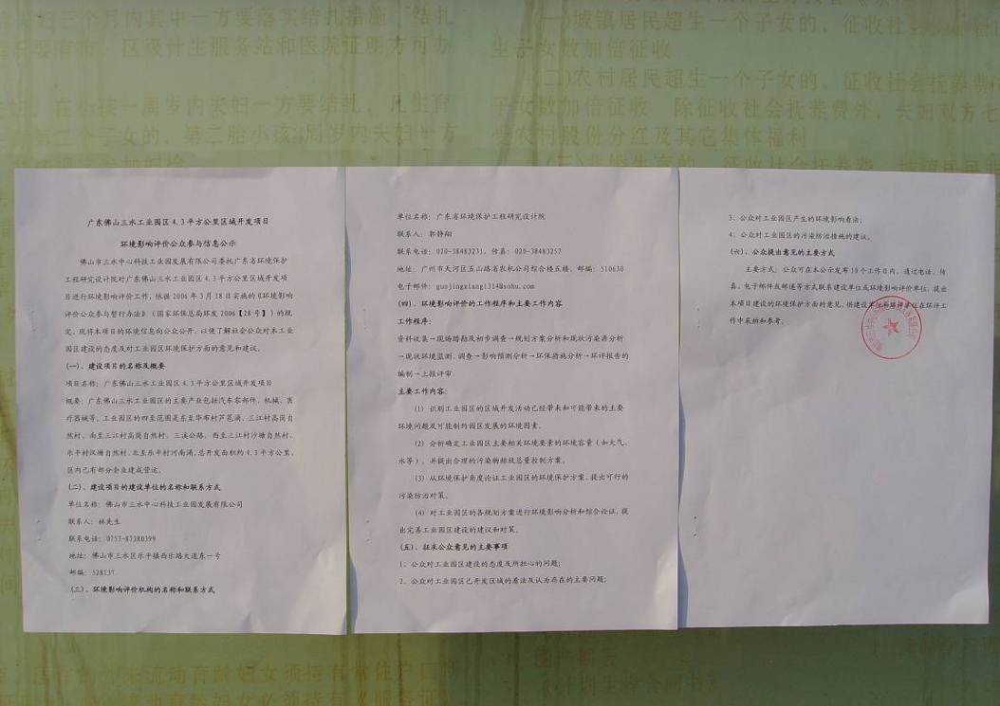 妇三个月内其中一方要落实结扎措施
区级计生服务站和医院证明方可办
在小孩一周岁内夫妇一方要结扎
第二个子女的，第二胎小孩 周岁内夫妇一方
(一)城镇居民超生一个子女的，征收社会
生子女数加倍征收
(二)农村居民超生一个子女的，征收社会抚养费
子女数加倍征收 除征收社会抚养费外，夫妇双方七
受农村股份分红及其它集体福利
广东佛山三水工业园区4.3平方公里区域开发项目
环境影响评价公众参与信息公示
佛山市三水中心科技工业园发展有限公司委托广东省环境保护
工程研究设计院对广东佛山三水工业园区4.3平方公里区域开发项
目进行环境影响评价工作，依据2006年3月18日实施的《环境影响
评价公众参与暂行办法》（国家环保总局环发2006【28号】）的规
定，现将本项目的环境信息向公众公开，以便了解社会公众对本工业
园区建设的态度及对工业园区环境保护方面的意见和建议。
(一)、建设项目的名称及概要
项目名称：广东佛山三水工业园区4.3平方公里区域开发项目
概要：广东佛山三水工业园区的主要产业包括汽车零部件、机械、医
疗器械等。工业园区的四至范围是东至华布村芦苞涌、三江村高岗自
然村，南至三江村高岗自然村、三溪公路，西至三江村沙塘自然村、
乐平村汉塘自然村，北至乐平村河南涌，总开发面积约4.3平方公里。
区内已有部分企业建成营运。
(二)、建设项目的建设单位的名称和联系方式
单位名称：佛山市三水中心科技工业园发展有限公司
联系人：林先生
联系电话：0757-87380399
地址：佛山市三水区乐平镇西乐路大道东一号
邮编：528137
(三)、环境影响评价机构的名称和联系方式
单位名称：广东省环境保护工程研究设计院
联系人：郭静翔
联系电话：020-38483231，传真：020-38483257
地址：广州市天河区五山路省农机公司综合楼五楼，邮编：510630
电子邮件：guojingxiang1314@sohu.com
(四)、环境影响评价的工作程序和主要工作内容
工作程序：
资料收集→现场踏勘及初步调查→规划方案分析和现状污染源分析
→现状环境监测、调查→影响预测分析→环保措施分析→环评报告的
编制→上报评审
主要工作内容：
(1) 识别工业园区的区域开发活动已经带来和可能带来的主要
环境问题及可能制约园区发展的环境因素。
(2) 分析确定工业园区主要相关环境要素的环境容量（如大气、
水等），并提出合理的污染物排放总量控制方案。
(3) 从环境保护角度论证工业园区的环境保护方案，提出可行的
污染防治对策。
(4) 对工业园区的各规划方案进行环境影响分析和综合论证，提
出完善工业园区建设的建议和对策。
(五)、征求公众意见的主要事项
1、公众对工业园区建设的态度及所担心的问题；
2、公众对工业园区已开发区域的看法及认为存在的主要问题；
3、公众对工业园区产生的环境影响看法；
4、公众对工业园区的污染防治措施的建议。
(六)、公众提出意见的主要方式
主要方式：公众可在本公示发布10个工作日内，通过电话、传
真、电子邮件或邮递等方式联系建设单位或环境影响评价单位，提出
本项目建设的环境保护方面的意见，供建设单位和环评单位在环评工
作中采纳和参考。
流动育龄妇女须持有常住户